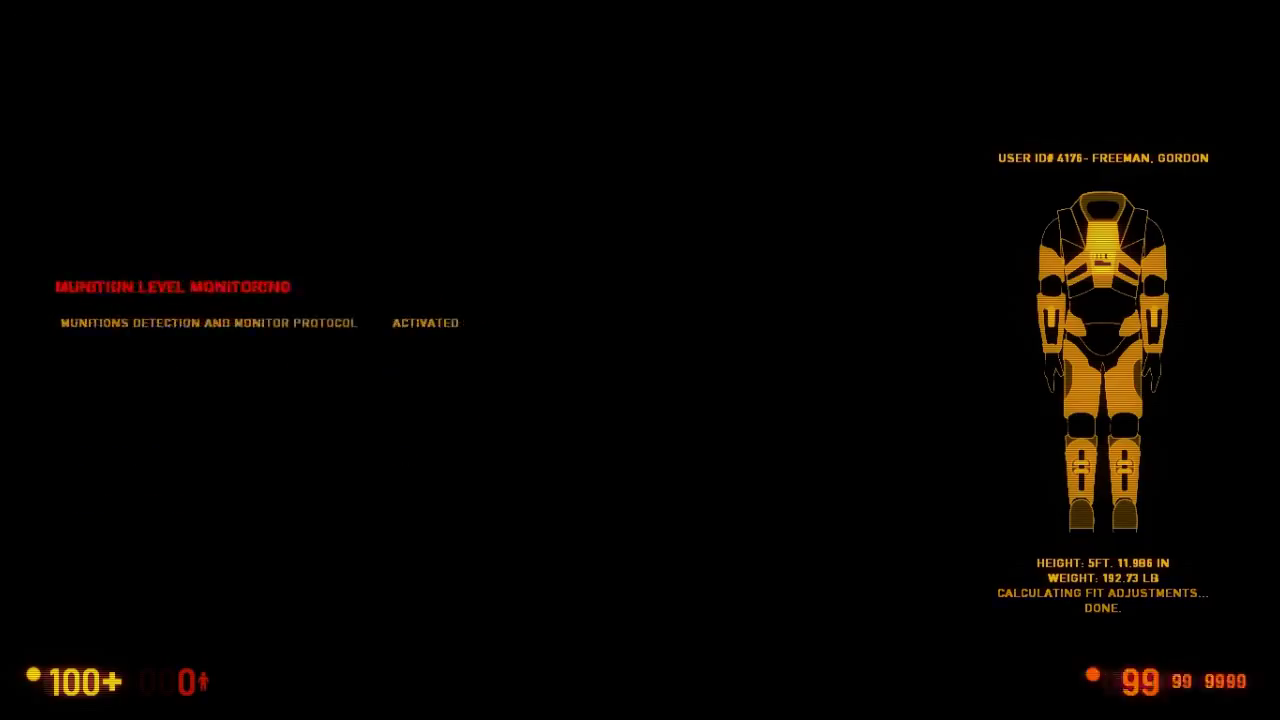 USER ID# 4176- FREEMAN, GORDON
MUNITION LEVEL MONITORING
MUNITIONS DETECTION AND MONITOR PROTOCOL ACTIVATED
HEIGHT: 5FT. 11.986 IN
WEIGHT: 192.73 LB
CALCULATING FIT ADJUSTMENTS...
DONE.
100+ 0 99 99 9999